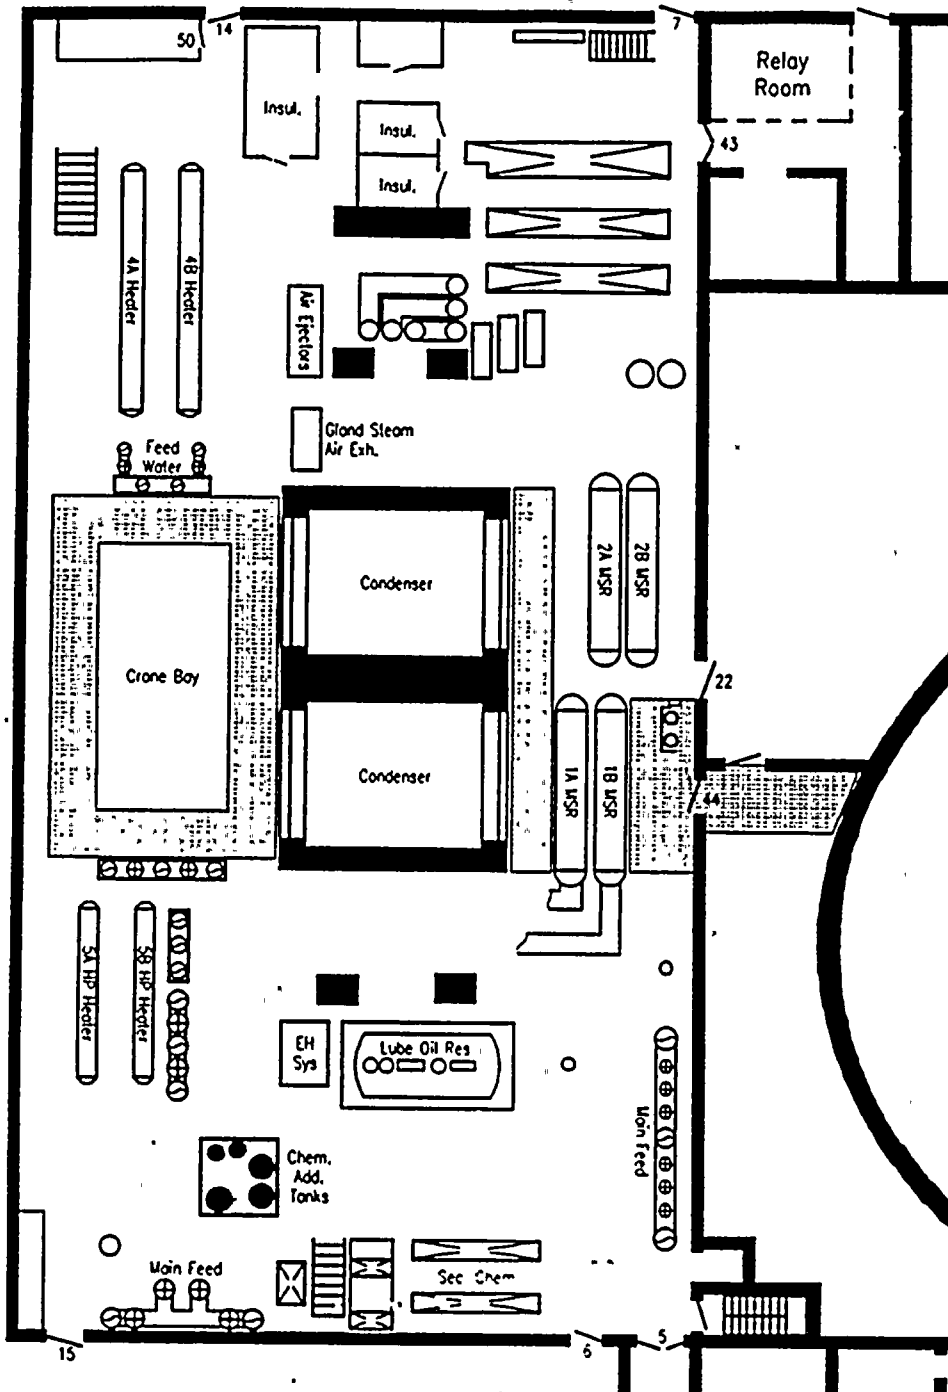 50
14
7
Relay
Room
Insul.
Insul.
43
Insul.
4A Heater
4B Heater
Air
Ejectors
Gland Steam
Air Exh.
Feed
Water
Condenser
2A MSR
2B MSR
Crane Bay
22
Condenser
1A MSR
1B MSR
44
5A HP Heater
5B HP Heater
EH
Sys
Lube Oil Res
Main Feed
Chem.
Add.
Tanks
Main Feed
Sec Chem
15
6
5